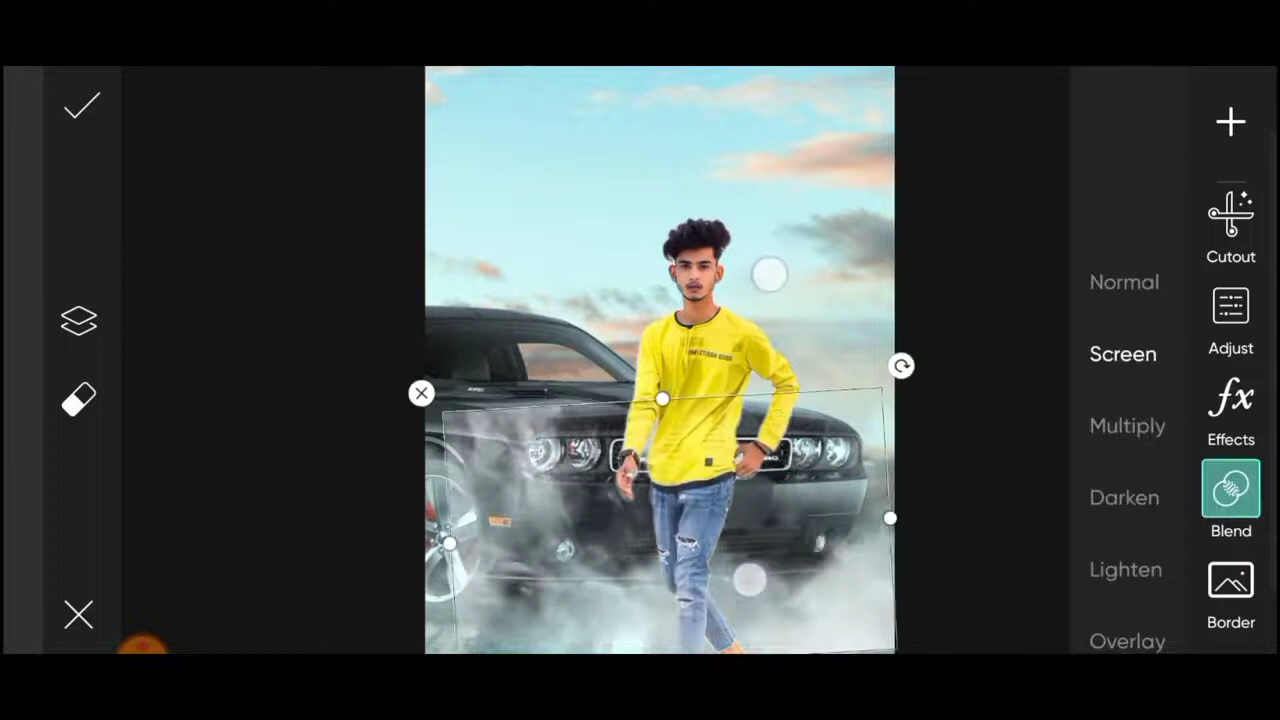 Cutout
Normal
Adjust
Screen
Effects
Multiply
Blend
Darken
Lighten
Border
Overlay